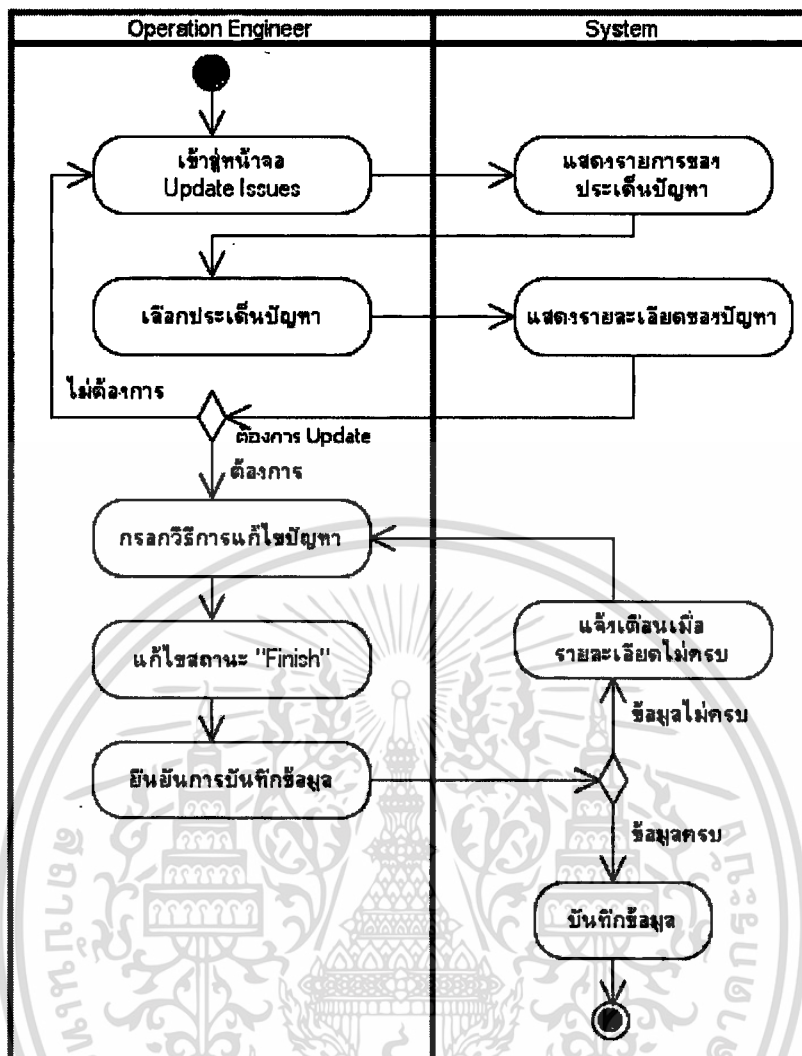 Operation Engineer
System
เข้าสู่หน้าจอ
Update Issues
แสดงรายการของ
ประเด็นปัญหา
เลือกประเด็นปัญหา
แสดงรายละเอียดของปัญหา
ไม่ต้องการ
ต้องการ Update
ต้องการ
กรอกวิธีการแก้ไขปัญหา
แจ้งเตือนเมื่อ
รายละเอียดไม่ครบ
แก้ไขสถานะ "Finish"
ข้อมูลไม่ครบ
ยืนยันการบันทึกข้อมูล
ข้อมูลครบ
บันทึกข้อมูล